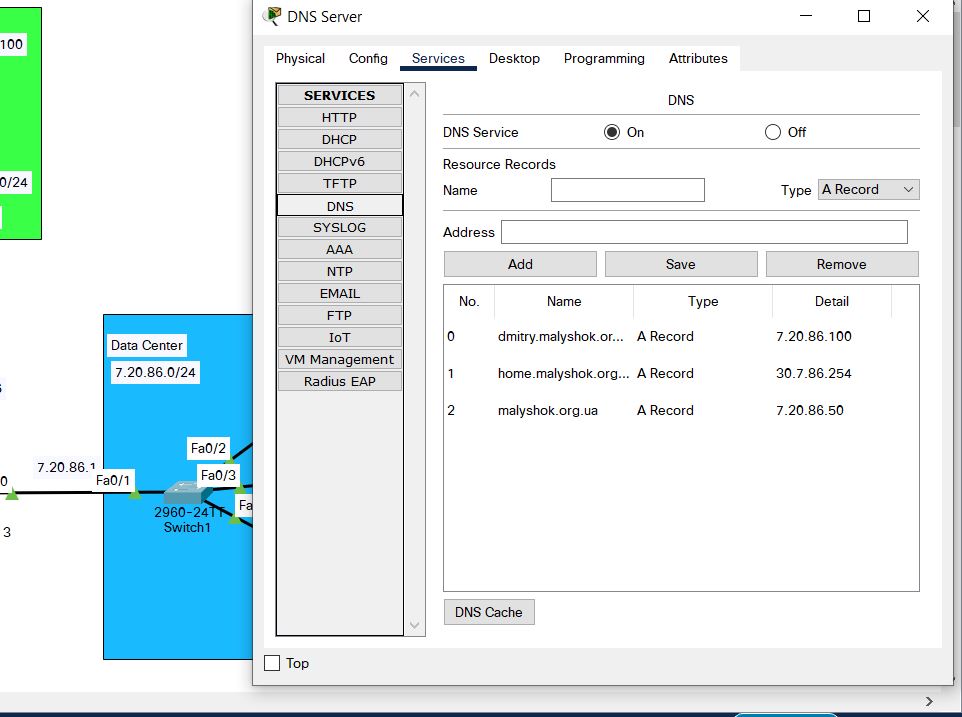 DNS Server
Physical Config Services Desktop Programming Attributes
SERVICES
HTTP
DHCP
DHCPv6
TFTP
DNS
SYSLOG
AAA
NTP
EMAIL
FTP
IoT
VM Management
Radius EAP
DNS
DNS Service On Off
Resource Records
Name Type A Record
Address
Add Save Remove
No. Name Type Detail
0 dmitry.malyshok.or... A Record 7.20.86.100
1 home.malyshok.org... A Record 30.7.86.254
2 malyshok.org.ua A Record 7.20.86.50
DNS Cache
Top
100
0/24
Data Center
7.20.86.0/24
Fa0/2
7.20.86.1
Fa0/3
0
Fa0/1
Fa
2960-24TT
Switch1
3